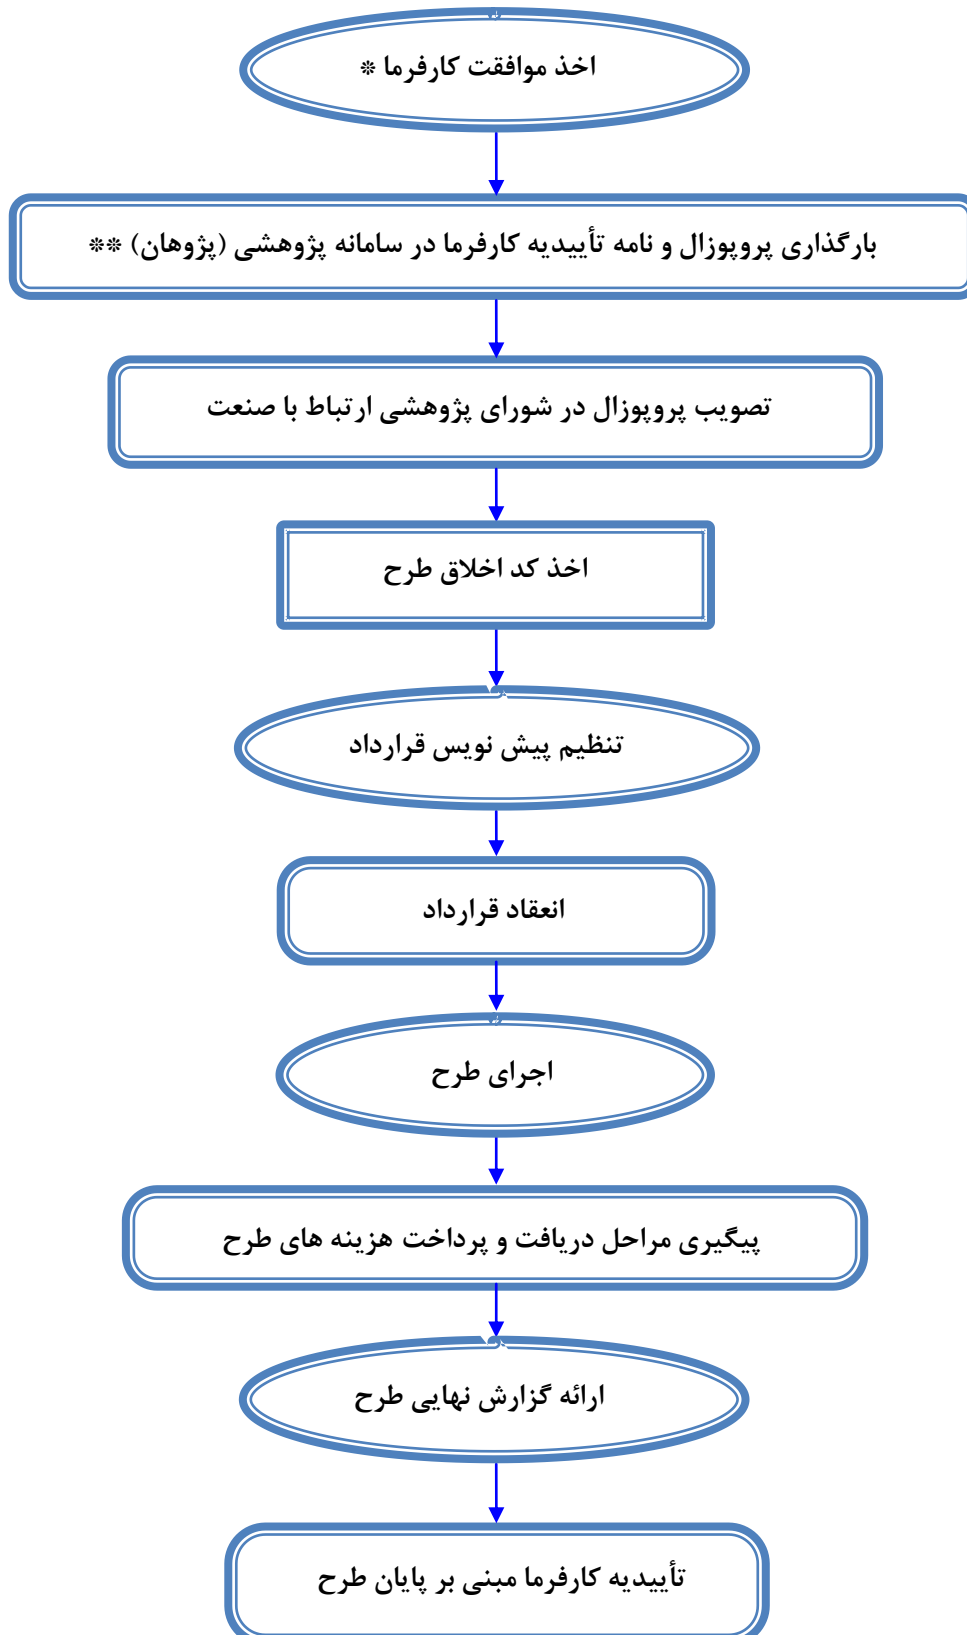 اخذ موافقت کارفرما *
بارگذاری پروپوزال و نامه تأییدیه کارفرما در سامانه پژوهشی (پژوهان) **
تصویب پروپوزال در شورای پژوهشی ارتباط با صنعت
اخذ کد اخلاق طرح
تنظیم پیش نویس قرارداد
انعقاد قرارداد
اجرای طرح
پیگیری مراحل دریافت و پرداخت هزینه های طرح
ارائه گزارش نهایی طرح
تأییدیه کارفرما مبنی بر پایان طرح